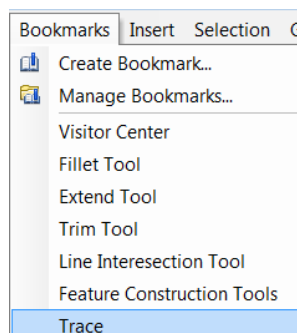 Bookmarks Insert Selection
Create Bookmark...
Manage Bookmarks...
Visitor Center
Fillet Tool
Extend Tool
Trim Tool
Line Interesection Tool
Feature Construction Tools
Trace